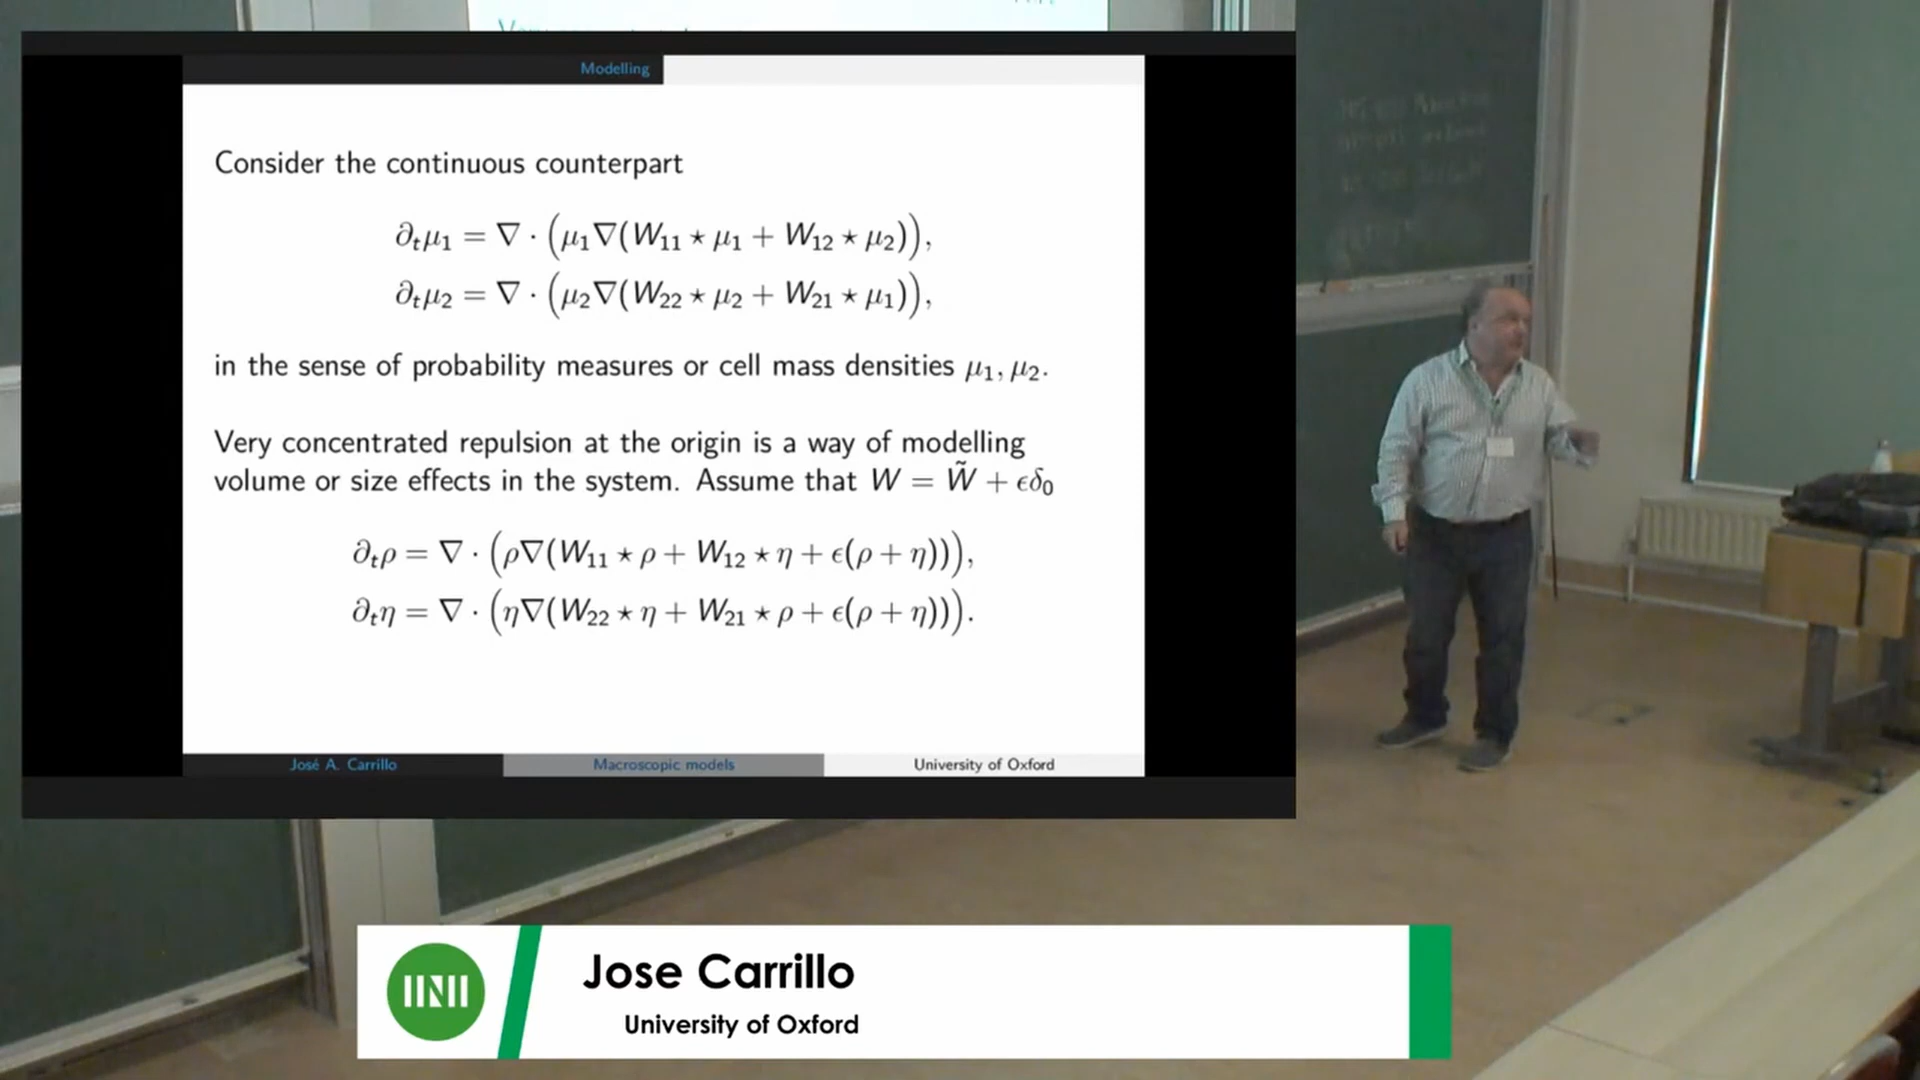 Modelling
Consider the continuous counterpart
∂ₜμ₁ = ∇ · (μ₁∇(W₁₁ ⋆ μ₁ + W₁₂ ⋆ μ₂)),
∂ₜμ₂ = ∇ · (μ₂∇(W₂₂ ⋆ μ₂ + W₂₁ ⋆ μ₁)),
in the sense of probability measures or cell mass densities μ₁, μ₂.
Very concentrated repulsion at the origin is a way of modelling
volume or size effects in the system. Assume that W = W̃ + ϵδ₀
∂ₜρ = ∇ · (ρ∇(W₁₁ ⋆ ρ + W₁₂ ⋆ η + ϵ(ρ + η))),
∂ₜη = ∇ · (η∇(W₂₂ ⋆ η + W₂₁ ⋆ ρ + ϵ(ρ + η))).
José A. Carrillo Macroscopic models University of Oxford
Jose Carrillo
University of Oxford